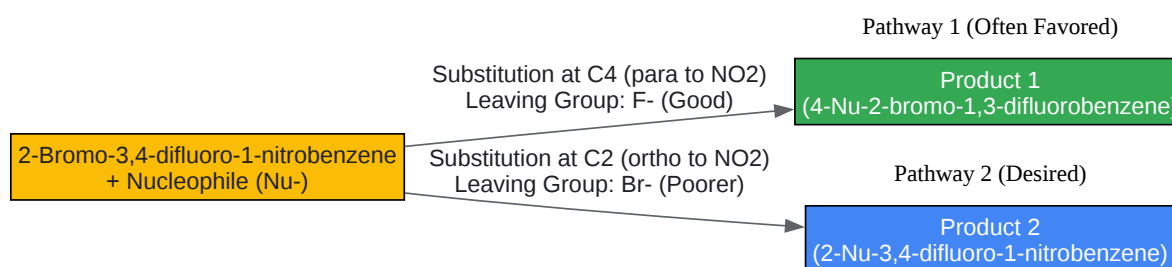 Pathway 1 (Often Favored)
Substitution at C4 (para to NO2)
Leaving Group: F- (Good)
Product 1
(4-Nu-2-bromo-1,3-difluorobenzene)
2-Bromo-3,4-difluoro-1-nitrobenzene
+ Nucleophile (Nu-)
Substitution at C2 (ortho to NO2)
Leaving Group: Br- (Poorer)
Pathway 2 (Desired)
Product 2
(2-Nu-3,4-difluoro-1-nitrobenzene)